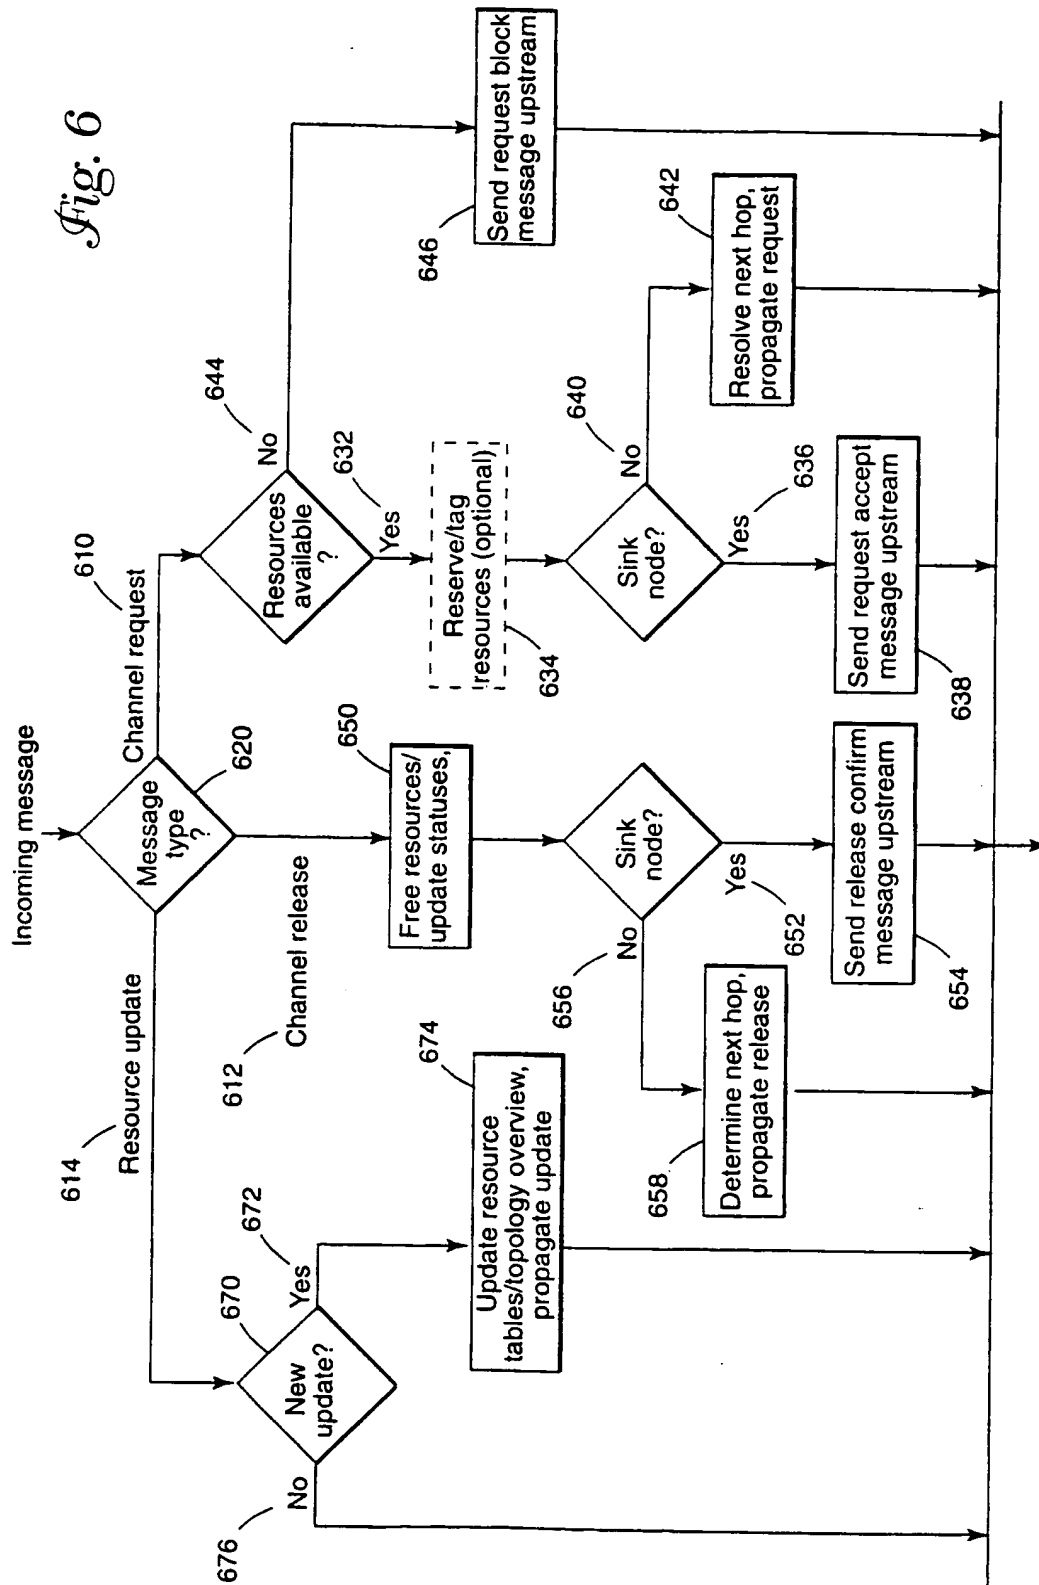 Fig. 6
Incoming message
Message
type?
620
614
Resource update
612
Channel release
Channel request
610
New
update?
670
672
Yes
676
No
Update resource
tables/topology overview,
propagate update
674
Free resources/
update statuses,
650
Sink
node?
656
No
Yes
652
Determine next hop,
propagate release
658
Send release confirm
message upstream
654
Resources
available
?
644
No
632
Yes
Reserve/tag
resources (optional)
634
Sink
node?
640
No
Yes
636
Resolve next hop,
propagate request
642
Send request accept
message upstream
638
Send request block
message upstream
646